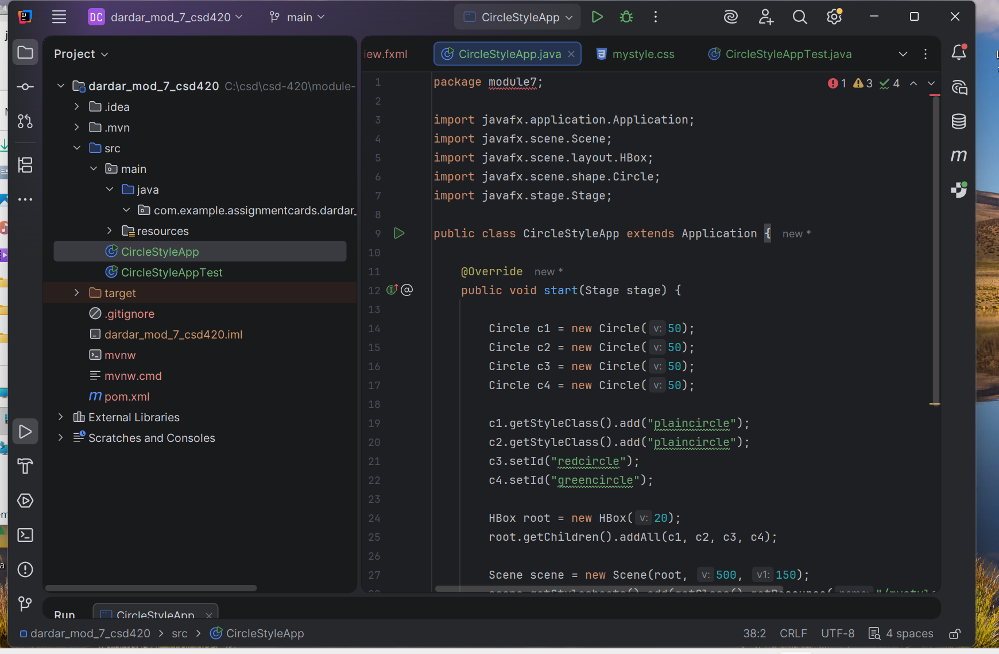 DC dardar_mod_7_csd420
main
CircleStyleApp
Project
dardar_mod_7_csd420 C:\csd\csd-420\module-
.idea
.mvn
src
main
java
com.example.assignmentcards.dardar_
resources
CircleStyleApp
CircleStyleAppTest
target
.gitignore
dardar_mod_7_csd420.iml
mvnw
mvnw.cmd
pom.xml
External Libraries
Scratches and Consoles
iew.fxml
CircleStyleApp.java
mystyle.css
CircleStyleAppTest.java
1 3 4
1 package module7;
2
3 import javafx.application.Application;
4 import javafx.scene.Scene;
5 import javafx.scene.layout.HBox;
6 import javafx.scene.shape.Circle;
7 import javafx.stage.Stage;
8
9 public class CircleStyleApp extends Application { new *
10
11 @Override new *
12 public void start(Stage stage) {
13
14 Circle c1 = new Circle( v: 50);
15 Circle c2 = new Circle( v: 50);
16 Circle c3 = new Circle( v: 50);
17 Circle c4 = new Circle( v: 50);
18
19 c1.getStyleClass().add("plaincircle");
20 c2.getStyleClass().add("plaincircle");
21 c3.setId("redcircle");
22 c4.setId("greencircle");
23
24 HBox root = new HBox( v: 20);
25 root.getChildren().addAll(c1, c2, c3, c4);
26
27 Scene scene = new Scene(root, v: 500, v1: 150);
Run CircleStyleApp
dardar_mod_7_csd420 > src > CircleStyleApp
38:2 CRLF UTF-8 4 spaces